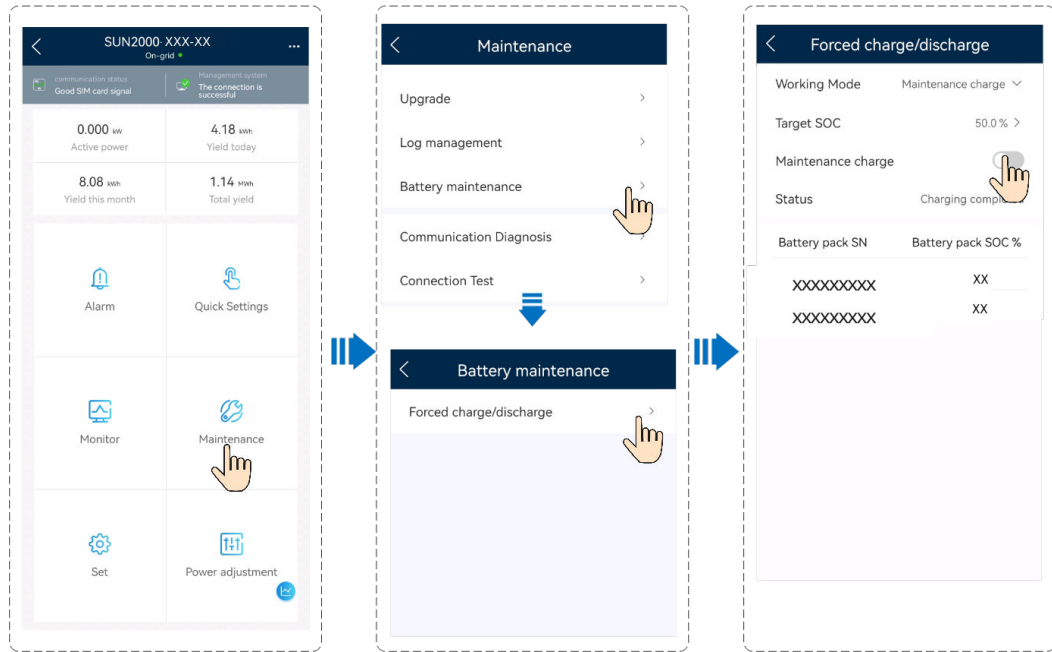 SUN2000- XXX-XX
On-grid
communication status
Good SIM card signal
Management system
The connection is
successful
0.000 kW
Active power
4.18 kWh
Yield today
8.08 kWh
Yield this month
1.14 MWh
Total yield
Alarm
Quick Settings
Monitor
Maintenance
Set
Power adjustment
Maintenance
Upgrade
Log management
Battery maintenance
Communication Diagnosis
Connection Test
Battery maintenance
Forced charge/discharge
Forced charge/discharge
Working Mode
Maintenance charge
Target SOC
50.0 %
Maintenance charge
Status
Charging
Battery pack SN
Battery pack SOC %
XXXXXXXXX
XX
XXXXXXXXX
XX